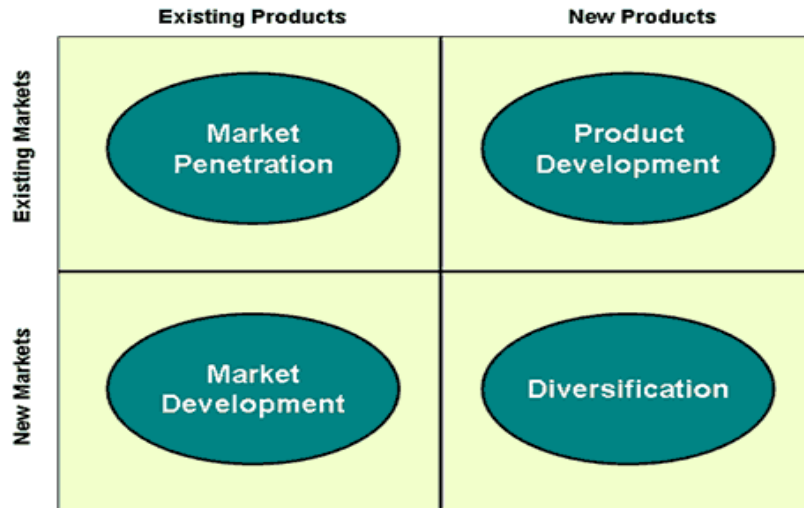 Existing Products
New Products
Existing Markets
Market
Penetration
Product
Development
New Markets
Market
Development
Diversification